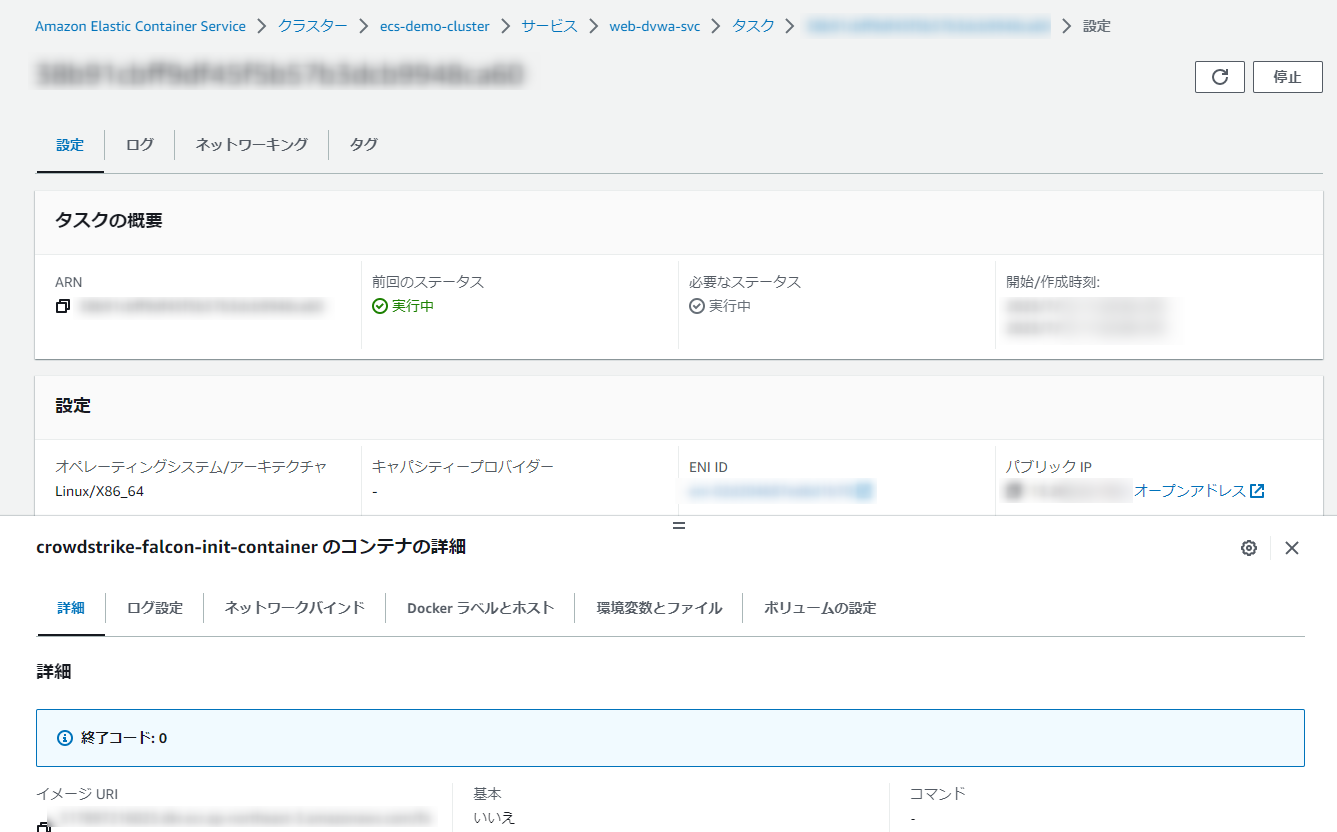 Amazon Elastic Container Service > クラスター > ecs-demo-cluster > サービス > web-dvwa-svc > タスク > > 設定
停止
設定 ログ ネットワーキング タグ
タスクの概要
ARN 前回のステータス 必要なステータス 開始/作成時刻:
実行中 実行中
設定
オペレーティングシステム/アーキテクチャ キャパシティープロバイダー ENI ID パブリック IP
Linux/X86_64 - オープンアドレス
crowdstrike-falcon-init-container のコンテナの詳細
詳細 ログ設定 ネットワークバインド Docker ラベルとホスト 環境変数とファイル ボリュームの設定
詳細
終了コード: 0
イメージ URI 基本 コマンド
いいえ -